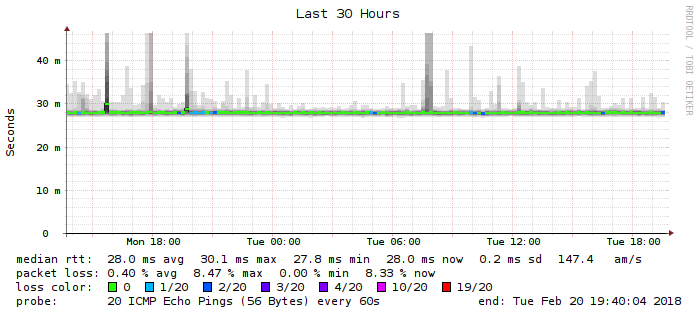 Last 30 Hours
RRDTOOL / TOBI OETIKER
Seconds
40 m
30 m
20 m
10 m
0
Mon 18:00 Tue 00:00 Tue 06:00 Tue 12:00 Tue 18:00
median rtt: 28.0 ms avg 30.1 ms max 27.8 ms min 28.0 ms now 0.2 ms sd 147.4 am/s
packet loss: 0.40 % avg 8.47 % max 0.00 % min 8.33 % now
loss color: 0 1/20 2/20 3/20 4/20 10/20 19/20
probe: 20 ICMP Echo Pings (56 Bytes) every 60s end: Tue Feb 20 19:40:04 2018